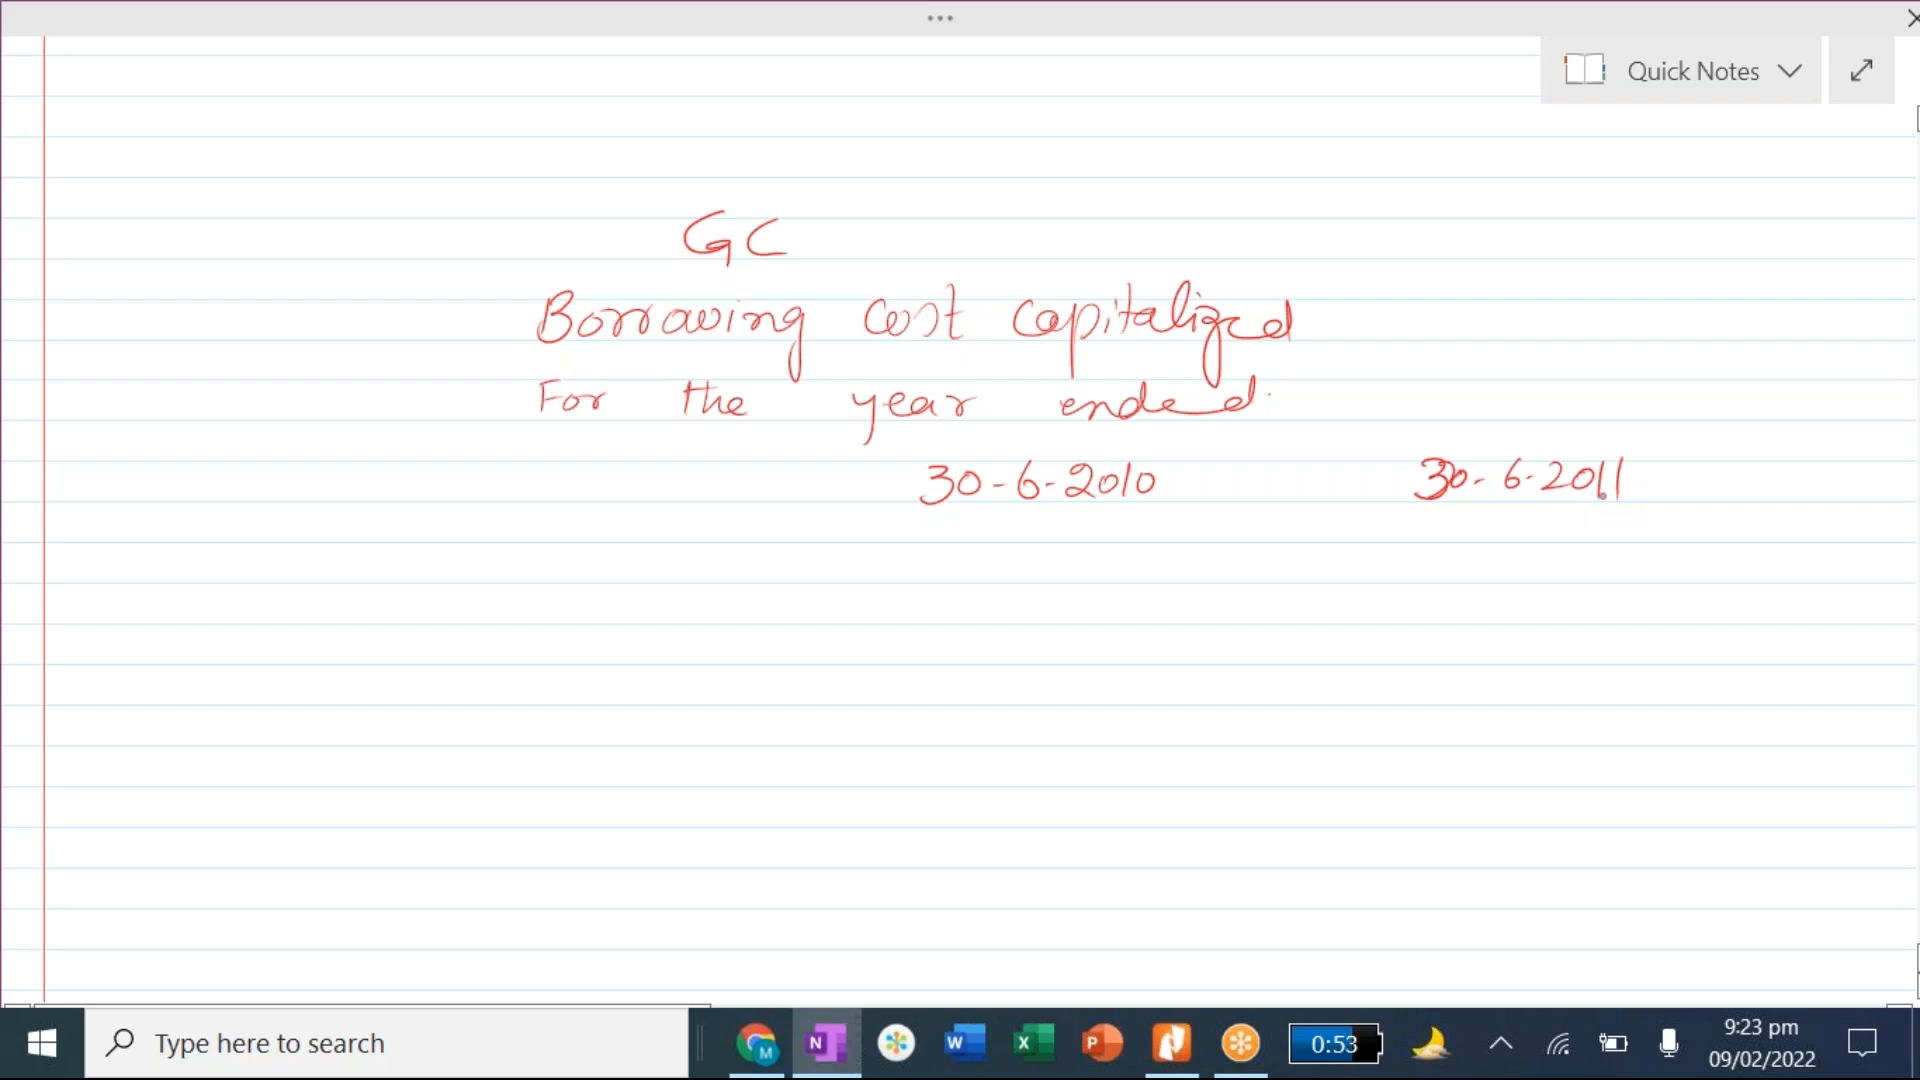 Quick Notes
GC
Borrowing cost capitalized
For the year ended.
30-6-2010 30-6-2011
Type here to search
0:53
9:23 pm
09/02/2022